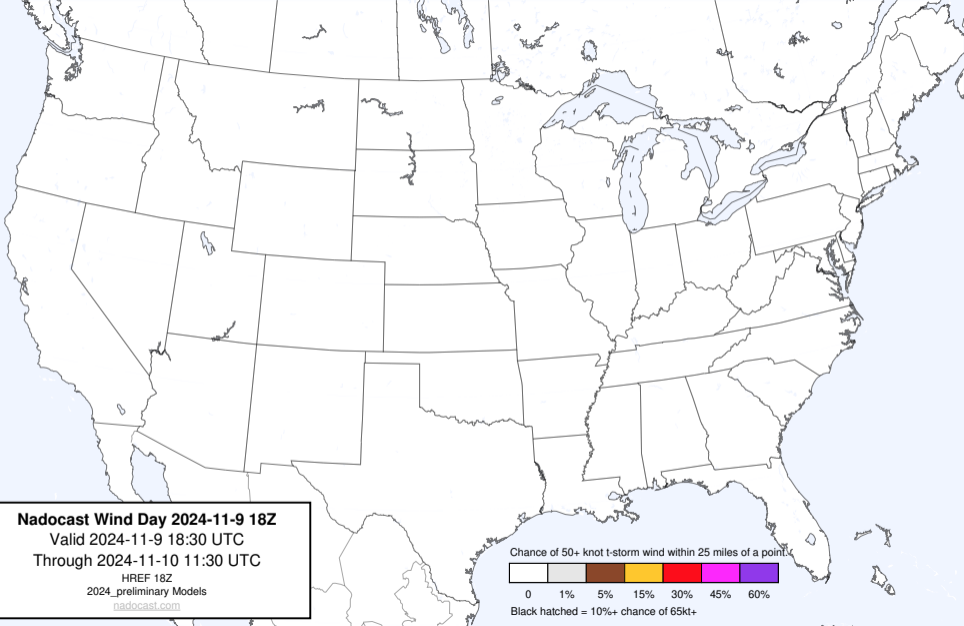 Nadocast Wind Day 2024-11-9 18Z
Valid 2024-11-9 18:30 UTC
Through 2024-11-10 11:30 UTC
HREF 18Z
2024_preliminary Models
nadocast.com
Chance of 50+ knot t-storm wind within 25 miles of a point.
0 1% 5% 15% 30% 45% 60%
Black hatched = 10%+ chance of 65kt+